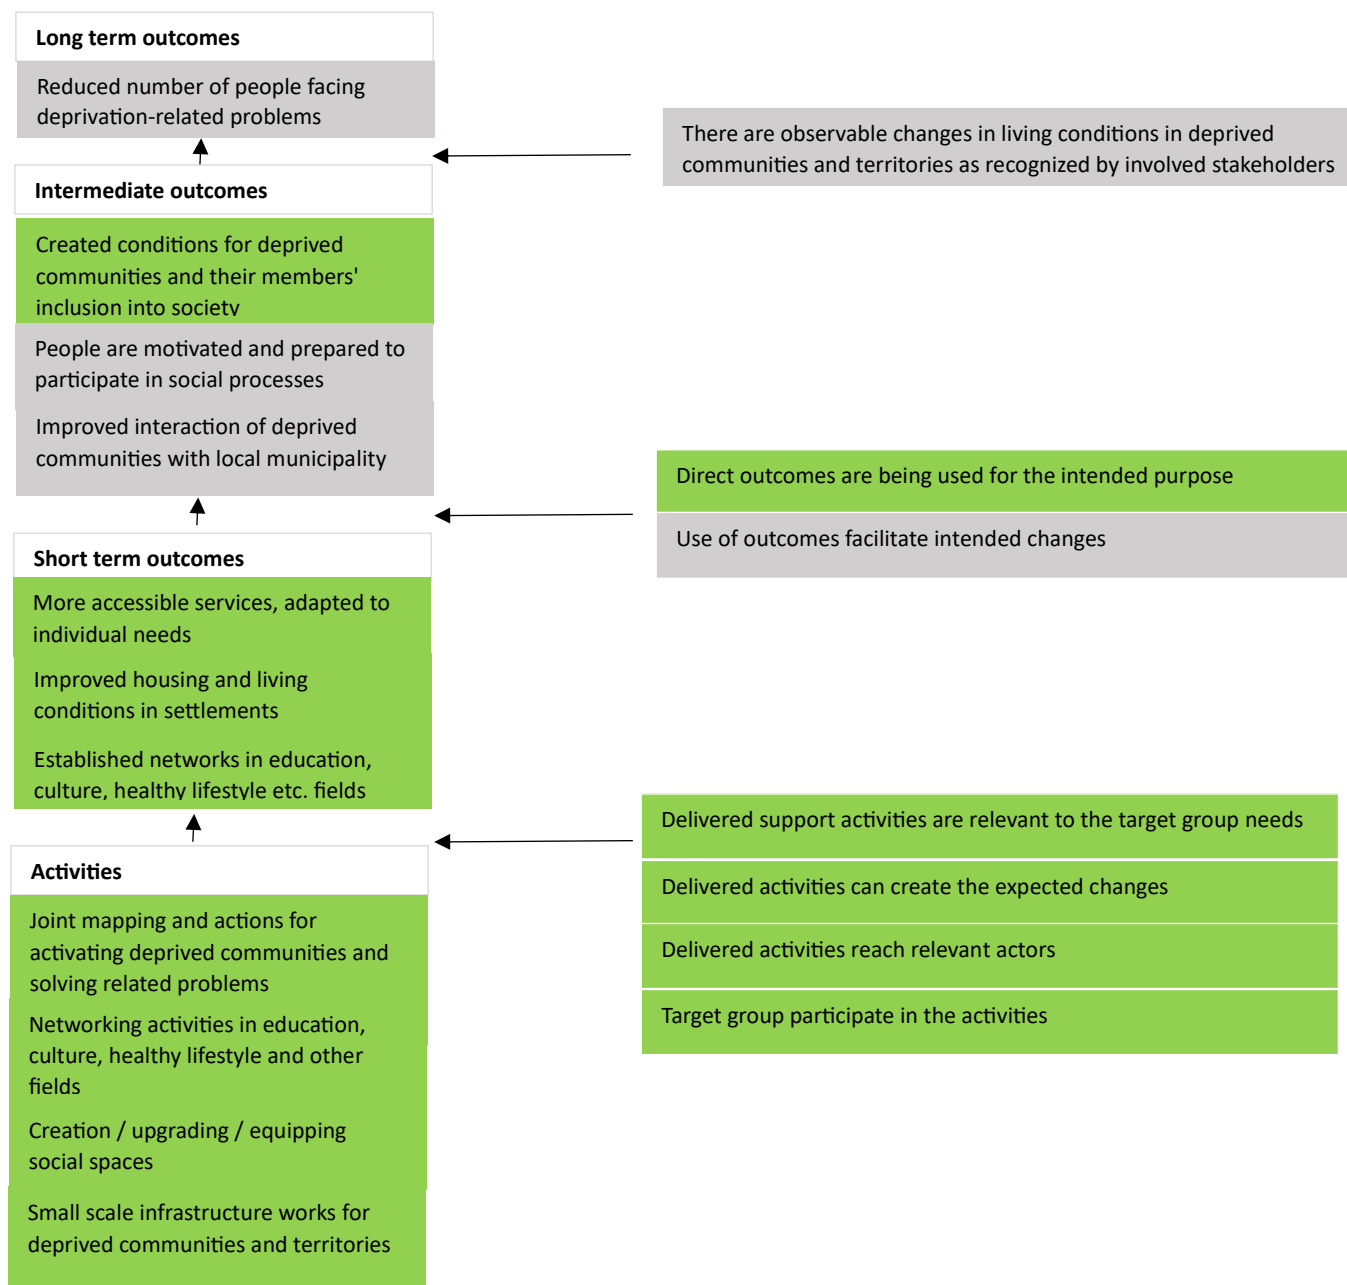 Long term outcomes
Reduced number of people facing
deprivation-related problems
There are observable changes in living conditions in deprived
communities and territories as recognized by involved stakeholders
Intermediate outcomes
Created conditions for deprived
communities and their members'
inclusion into society
People are motivated and prepared to
participate in social processes
Improved interaction of deprived
communities with local municipality
Direct outcomes are being used for the intended purpose
Use of outcomes facilitate intended changes
Short term outcomes
More accessible services, adapted to
individual needs
Improved housing and living
conditions in settlements
Established networks in education,
culture, healthy lifestyle etc. fields
Delivered support activities are relevant to the target group needs
Delivered activities can create the expected changes
Delivered activities reach relevant actors
Target group participate in the activities
Activities
Joint mapping and actions for
activating deprived communities and
solving related problems
Networking activities in education,
culture, healthy lifestyle and other
fields
Creation / upgrading / equipping
social spaces
Small scale infrastructure works for
deprived communities and territories